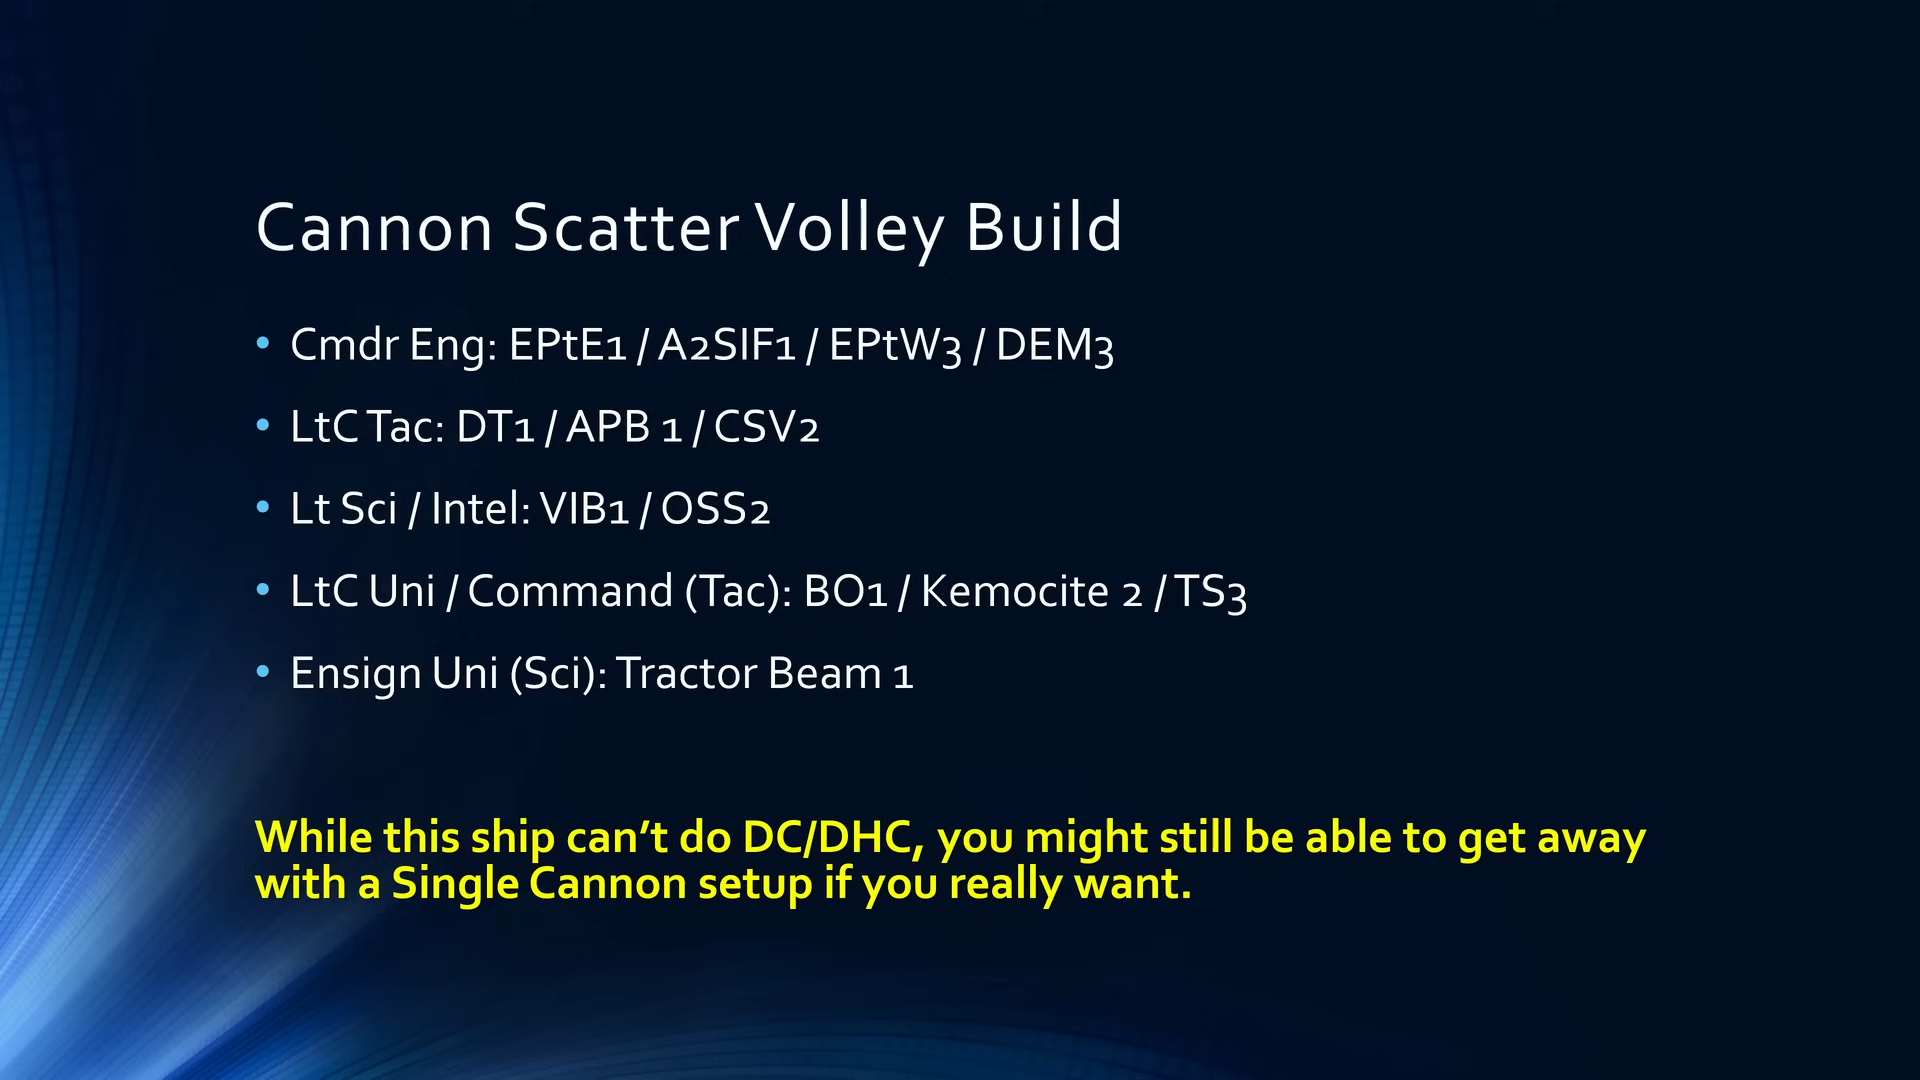 Cannon Scatter Volley Build
• Cmdr Eng: EPtE1 / A2SIF1 / EPtW3 / DEM3
• LtC Tac: DT1 / APB 1 / CSV2
• Lt Sci / Intel: VIB1 / OSS2
• LtC Uni / Command (Tac): BO1 / Kemocite 2 / TS3
• Ensign Uni (Sci): Tractor Beam 1
While this ship can’t do DC/DHC, you might still be able to get away
with a Single Cannon setup if you really want.